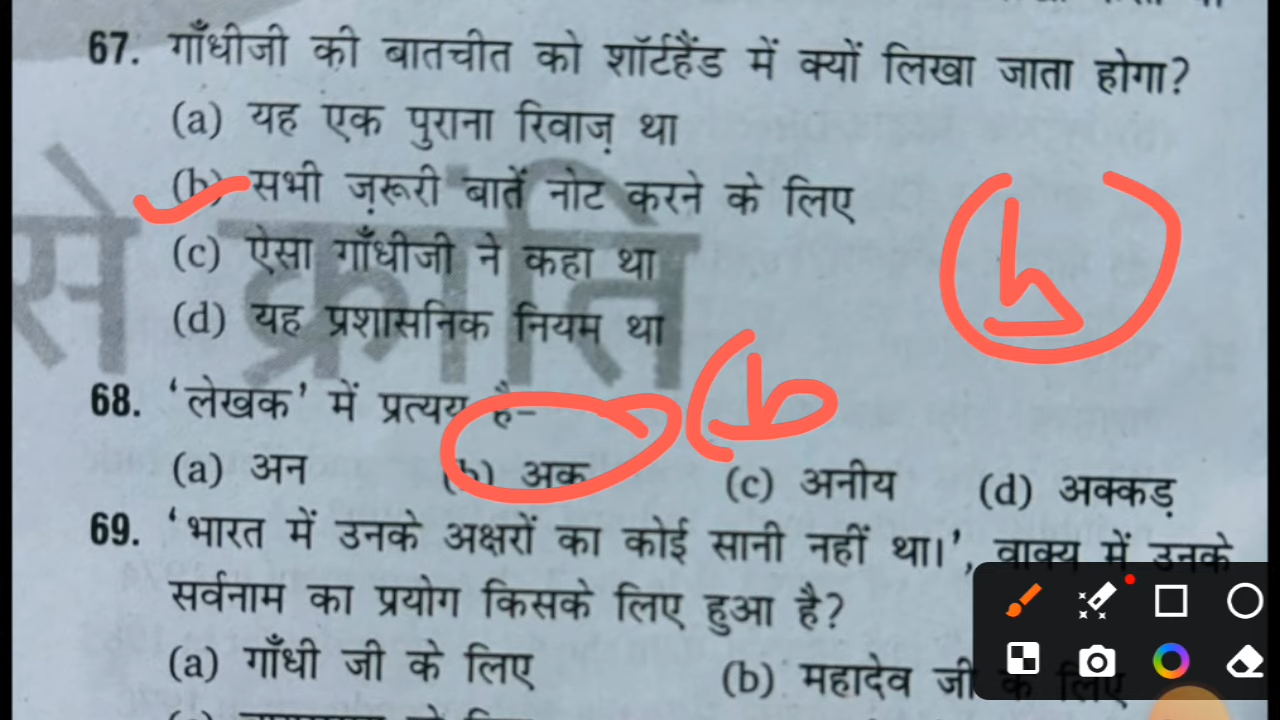 67. गाँधीजी की बातचीत को शॉर्टहैंड में क्यों लिखा जाता होगा?
(a) यह एक पुराना रिवाज़ था
(b) सभी ज़रूरी बातें नोट करने के लिए
b
(c) ऐसा गाँधीजी ने कहा था
(d) यह प्रशासनिक नियम था
से क्रांति
68. 'लेखक' में प्रत्यय है–
b
(a) अन (b) अक (c) अनीय (d) अक्कड़
69. 'भारत में उनके अक्षरों का कोई सानी नहीं था।', वाक्य में उनके
सर्वनाम का प्रयोग किसके लिए हुआ है?
(a) गाँधी जी के लिए (b) महादेव जी के लिए